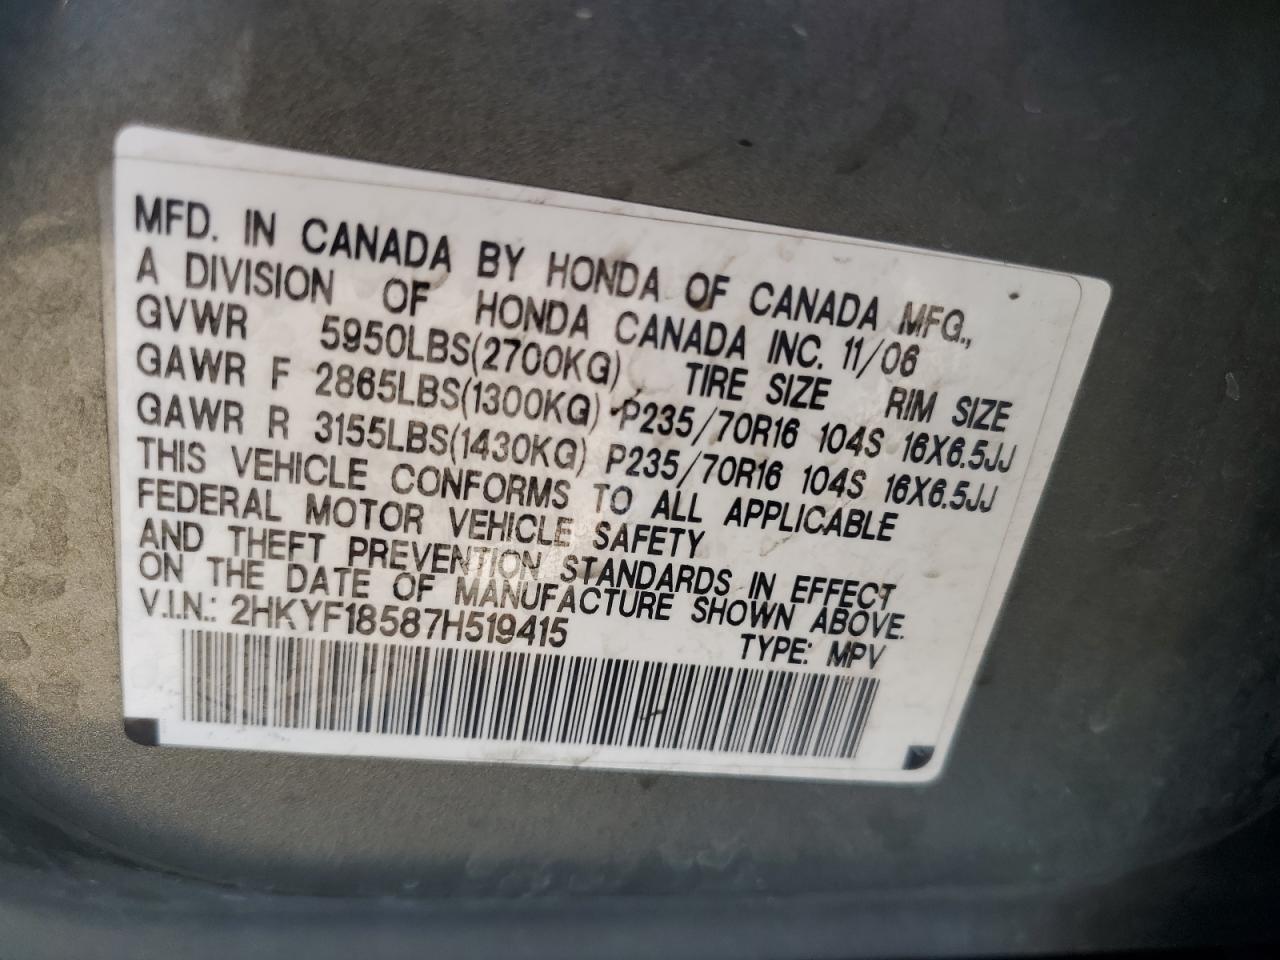 MFD. IN CANADA BY HONDA OF CANADA MFG.,
A DIVISION OF HONDA CANADA INC. 11/06
GVWR 5950LBS(2700KG) TIRE SIZE RIM SIZE
GAWR F 2865LBS(1300KG) P235/70R16 104S 16X6.5JJ
GAWR R 3155LBS(1430KG) P235/70R16 104S 16X6.5JJ
THIS VEHICLE CONFORMS TO ALL APPLICABLE
FEDERAL MOTOR VEHICLE SAFETY
AND THEFT PREVENTION STANDARDS IN EFFECT
ON THE DATE OF MANUFACTURE SHOWN ABOVE.
V.I.N.: 2HKYF18587H519415 TYPE: MPV